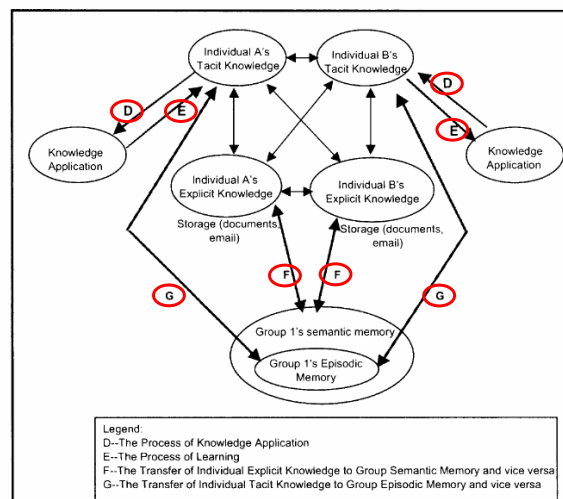 Individual A's
Tacit Knowledge
Individual B's
Tacit Knowledge
D
E
D
E
Knowledge
Application
Knowledge
Application
Individual A's
Explicit Knowledge
Individual B's
Explicit Knowledge
Storage (documents,
email)
Storage (documents,
email)
F
F
G
G
Group 1's semantic memory
Group 1's Episodic
Memory
Legend:
D--The Process of Knowledge Application
E--The Process of Learning
F--The Transfer of Individual Explicit Knowledge to Group Semantic Memory and vice versa
G--The Transfer of Individual Tacit Knowledge to Group Episodic Memory and vice versa